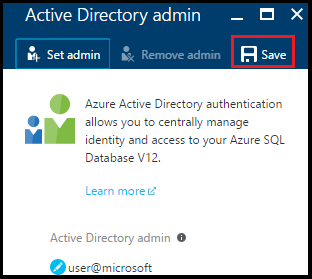 Active Directory admin
Set admin Remove admin Save
Azure Active Directory authentication
allows you to centrally manage
identity and access to your Azure SQL
Database V12.
Learn more
Active Directory admin
user@microsoft